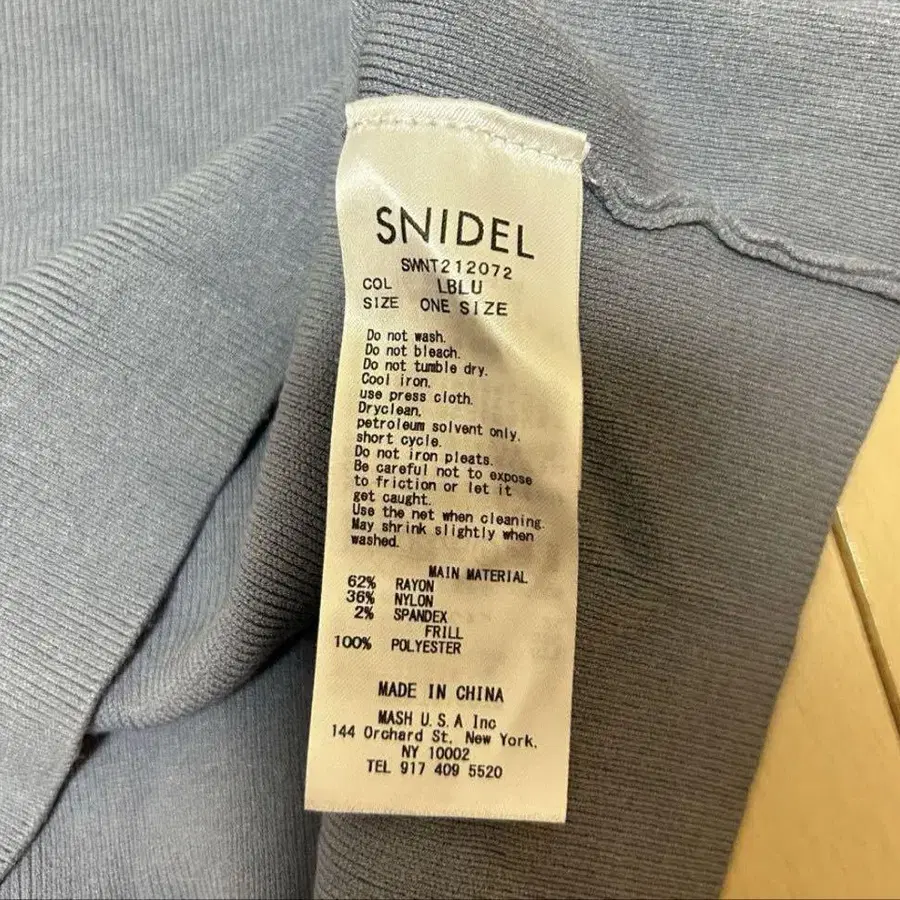 SNIDEL
SWNT212072
COL LBLU
SIZE ONE SIZE
Do not wash.
Do not bleach.
Do not tumble dry.
Cool iron.
use press cloth.
Dryclean.
petroleum solvent only.
short cycle.
Do not iron pleats.
Be careful not to expose
to friction or let it
get caught.
Use the net when cleaning.
May shrink slightly when
washed.
MAIN MATERIAL
62% RAYON
36% NYLON
2% SPANDEX
FRILL
100% POLYESTER
MADE IN CHINA
MASH U.S.A Inc
144 Orchard St, New York,
NY 10002
TEL 917 409 5520